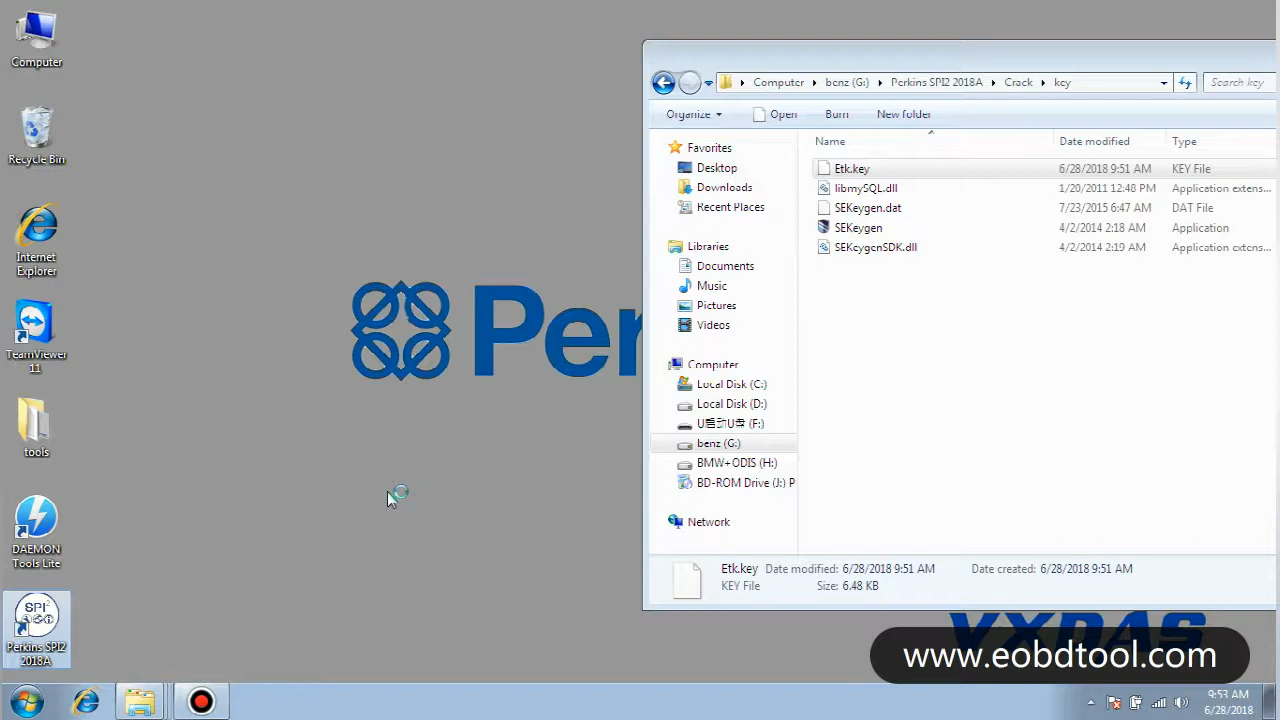 Computer
Recycle Bin
Internet
Explorer
TeamViewer
11
tools
DAEMON
Tools Lite
SPI²
Perkins SPI2
2018A
Per
Computer
benz (G:)
Perkins SPI2 2018A
Crack
key
Search key
Organize
Open
Burn
New folder
Name
Date modified
Type
Favorites
Desktop
Downloads
Recent Places
Libraries
Documents
Music
Pictures
Videos
Computer
Local Disk (C:)
Local Disk (D:)
U启动U盘 (F:)
benz (G:)
BMW+ODIS (H:)
BD-ROM Drive (J:) P
Network
Etk.key 6/28/2018 9:51 AM KEY File
libmySQL.dll 1/20/2011 12:48 PM Application extens...
SEKeygen.dat 7/23/2015 6:47 AM DAT File
SEKeygen 4/2/2014 2:18 AM Application
SEKeygenSDK.dll 4/2/2014 2:19 AM Application extens...
Etk.key Date modified: 6/28/2018 9:51 AM Date created: 6/28/2018 9:51 AM
KEY File Size: 6.48 KB
VXDAS
www.eobdtool.com
9:53 AM
6/28/2018